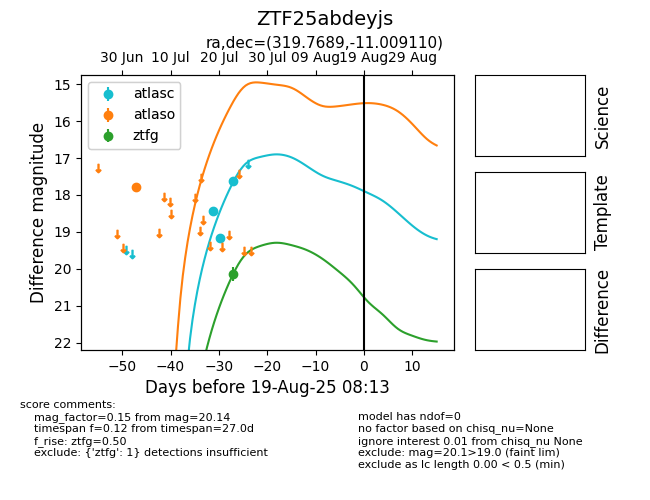 ZTF25abdeyjs
ra,dec=(319.7689,-11.009110)
30 Jun 10 Jul 20 Jul 30 Jul 09 Aug 19 Aug 29 Aug
atlasc
atlaso
ztfg
15
16
17
18
19
20
21
22
Difference magnitude
−50 −40 −30 −20 −10 0 10
Days before 19-Aug-25 08:13
Science
Template
Difference
score comments:
mag_factor=0.15 from mag=20.14
timespan f=0.12 from timespan=27.0d
f_rise: ztfg=0.50
exclude: {'ztfg': 1} detections insufficient
model has ndof=0
no factor based on chisq_nu=None
ignore interest 0.01 from chisq_nu None
exclude: mag=20.1>19.0 (faint lim)
exclude as lc length 0.00 < 0.5 (min)